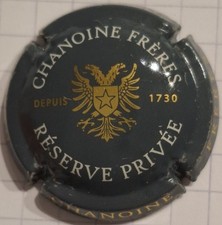 CHANOINE FRÈRES
DEPUIS 1730
RÉSERVE PRIVÉE
CHANOINE